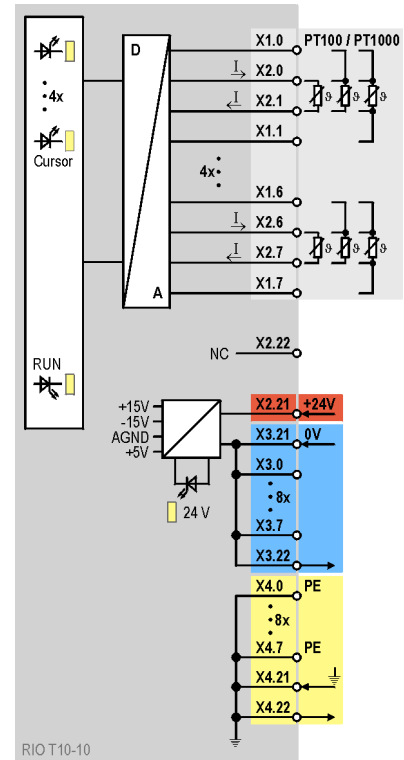 X1.0 PT100 / PT1000
D
I X2.0
4x
ϑ ϑ ϑ
I X2.1
X1.1
Cursor
4x
X1.6
I X2.6
ϑ ϑ ϑ
I X2.7
A X1.7
X2.22
NC
RUN
+15V X2.21 +24V
-15V
AGND X3.21 0V
+5V
X3.0
8x
24 V
X3.7
X3.22
X4.0 PE
8x
X4.7 PE
X4.21
X4.22
RIO T10-10